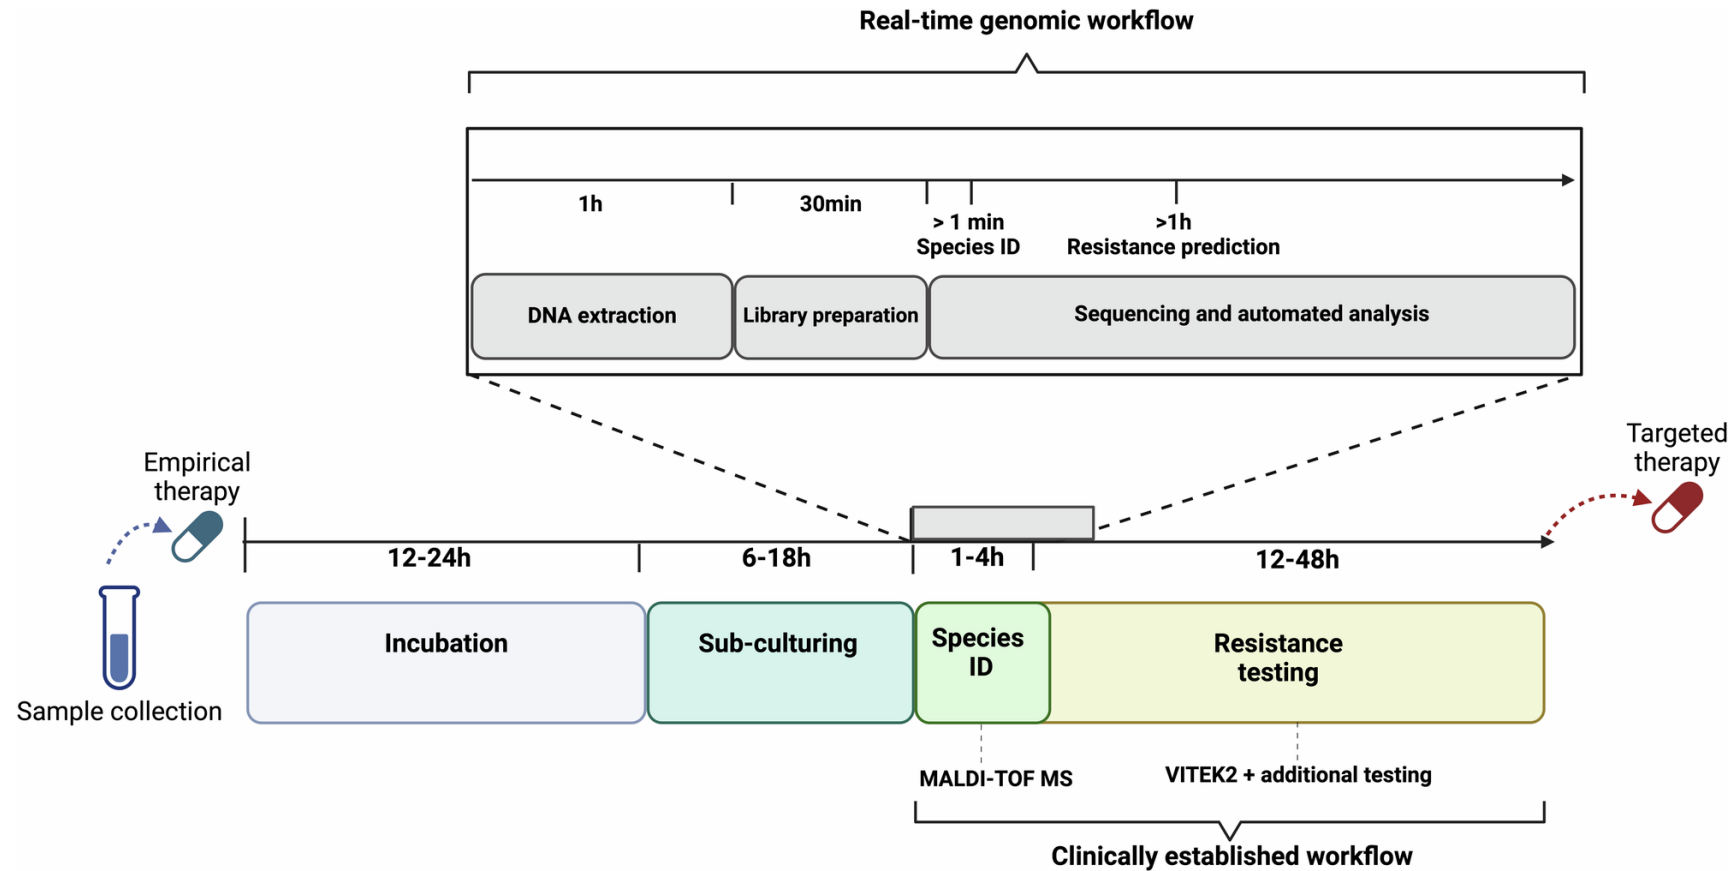 Real-time genomic workflow
1h
30min
> 1 min
Species ID
>1h
Resistance prediction
DNA extraction
Library preparation
Sequencing and automated analysis
Empirical
therapy
Targeted
therapy
12-24h
6-18h
1-4h
12-48h
Incubation
Sub-culturing
Species
ID
Resistance
testing
Sample collection
MALDI-TOF MS
VITEK2 + additional testing
Clinically established workflow